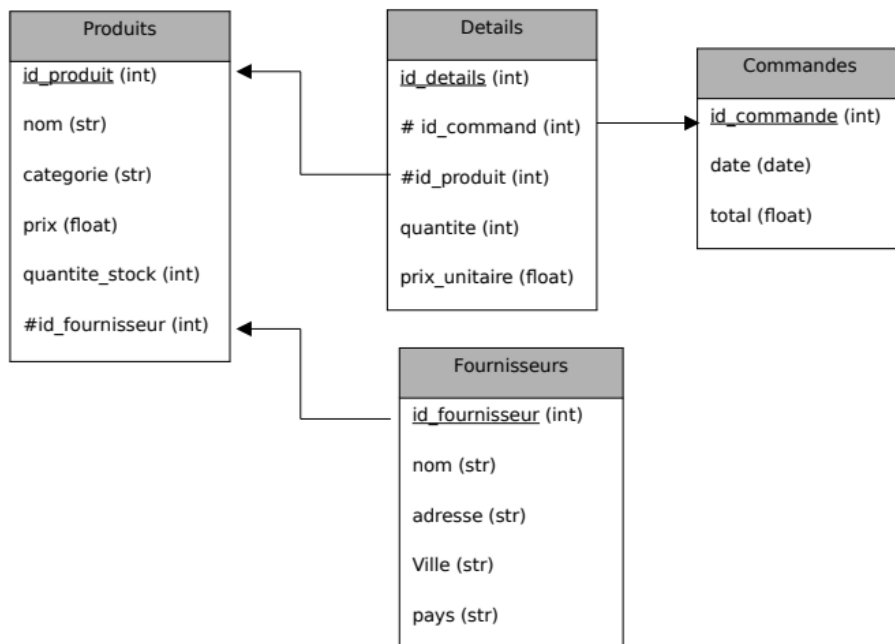 Produits
id_produit (int)
nom (str)
categorie (str)
prix (float)
quantite_stock (int)
#id_fournisseur (int)
Details
id_details (int)
# id_command (int)
#id_produit (int)
quantite (int)
prix_unitaire (float)
Commandes
id_commande (int)
date (date)
total (float)
Fournisseurs
id_fournisseur (int)
nom (str)
adresse (str)
Ville (str)
pays (str)